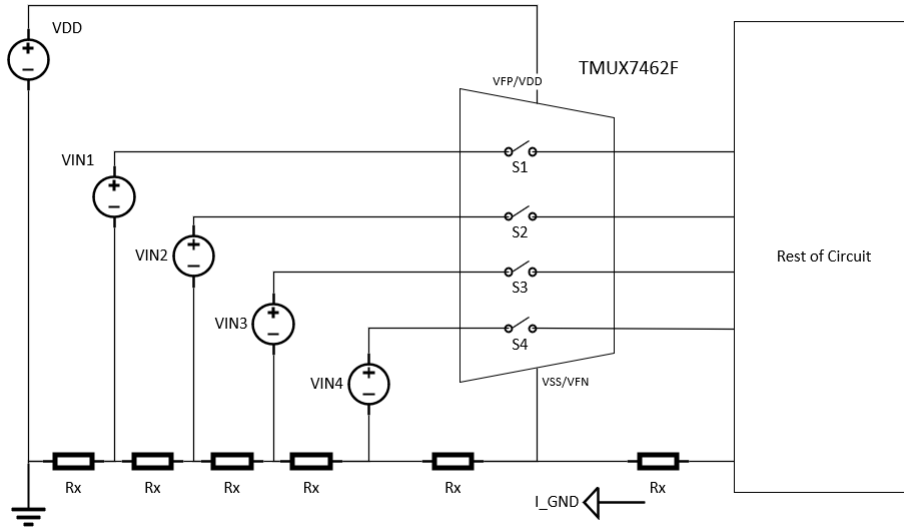 VDD
TMUX7462F
VFP/VDD
VIN1
S1
VIN2
S2
Rest of Circuit
S3
VIN3
S4
VIN4
VSS/VFN
Rx
Rx
Rx
Rx
Rx
Rx
I_GND